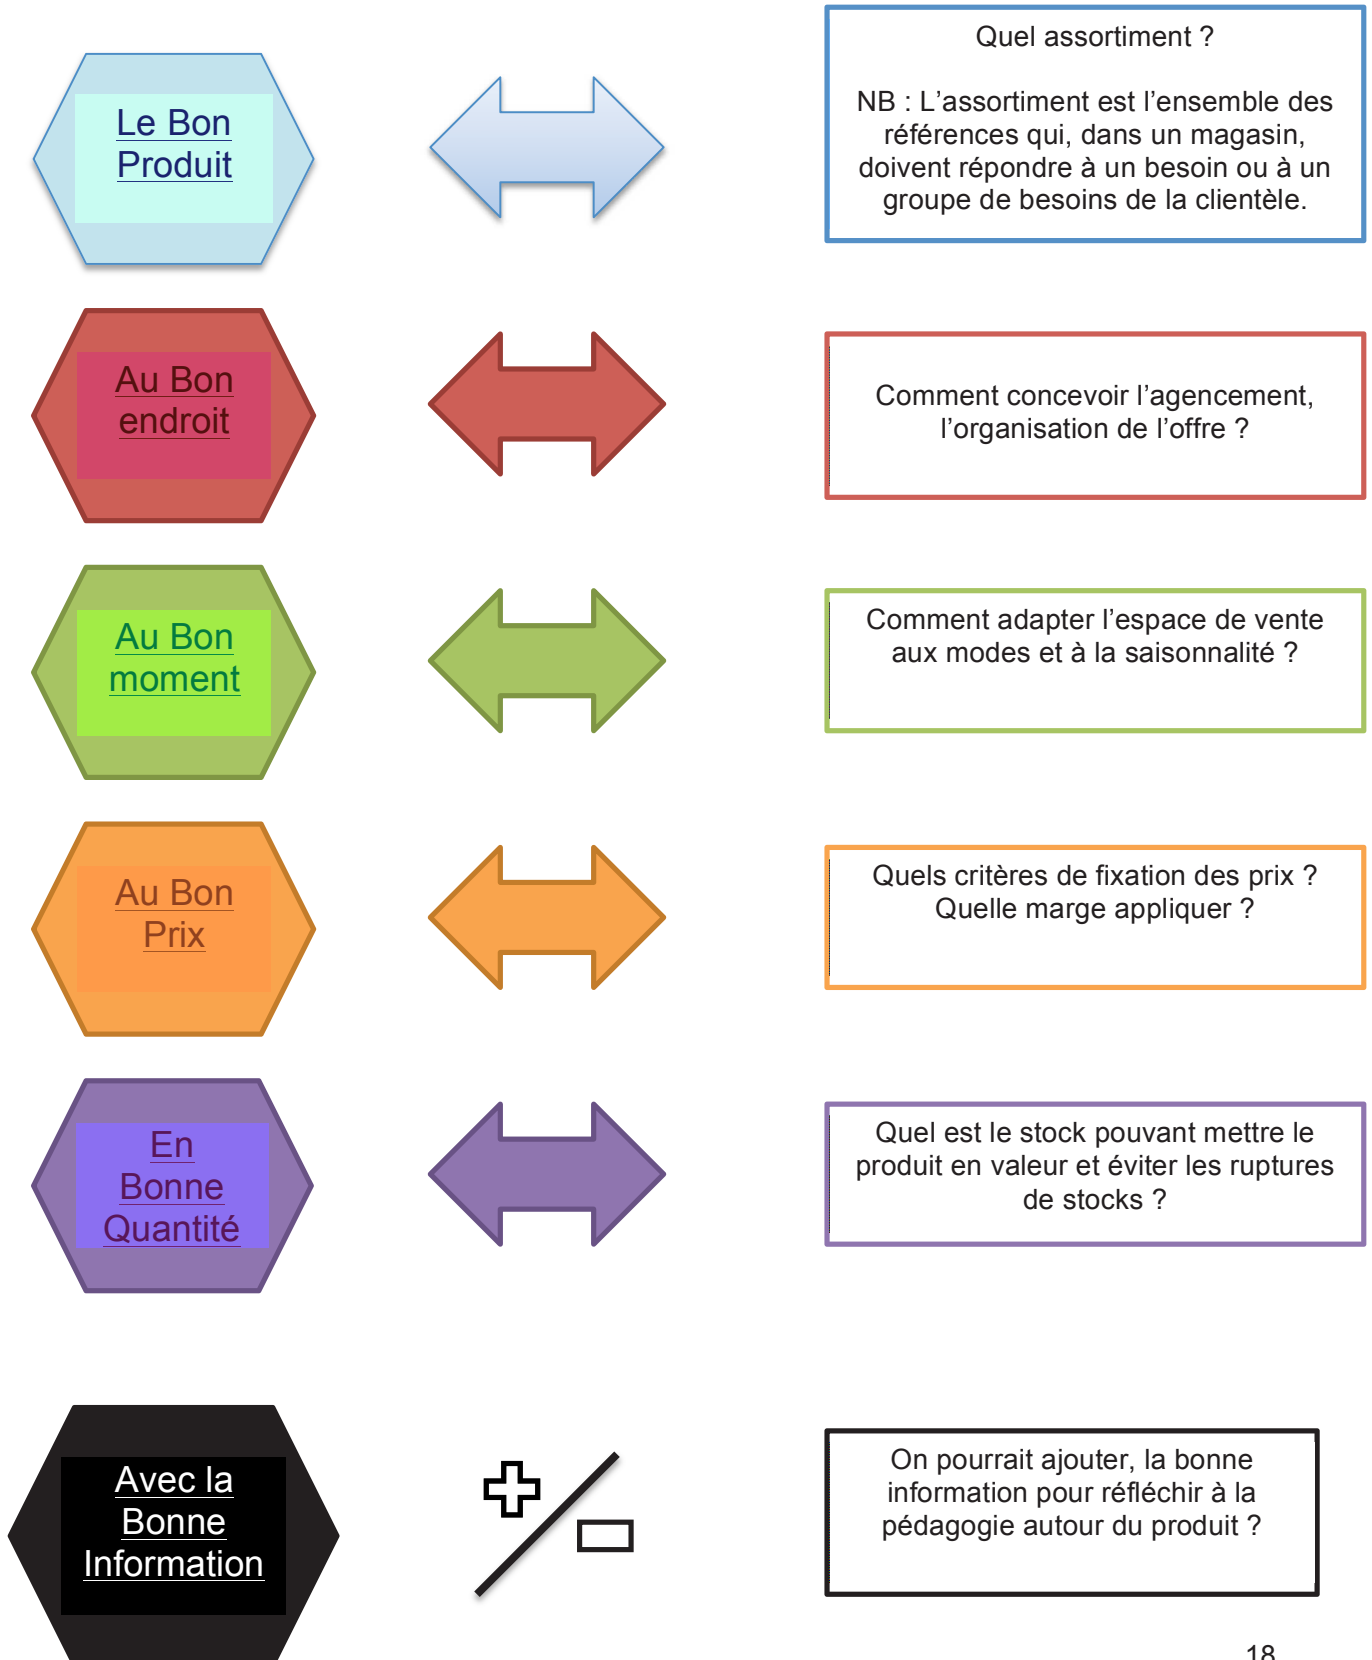 Le Bon
Produit
Quel assortiment ?
NB : L’assortiment est l’ensemble des
références qui, dans un magasin,
doivent répondre à un besoin ou à un
groupe de besoins de la clientèle.
Au Bon
endroit
Comment concevoir l’agencement,
l’organisation de l’offre ?
Au Bon
moment
Comment adapter l’espace de vente
aux modes et à la saisonnalité ?
Au Bon
Prix
Quels critères de fixation des prix ?
Quelle marge appliquer ?
En
Bonne
Quantité
Quel est le stock pouvant mettre le
produit en valeur et éviter les ruptures
de stocks ?
Avec la
Bonne
Information
On pourrait ajouter, la bonne
information pour réfléchir à la
pédagogie autour du produit ?
18